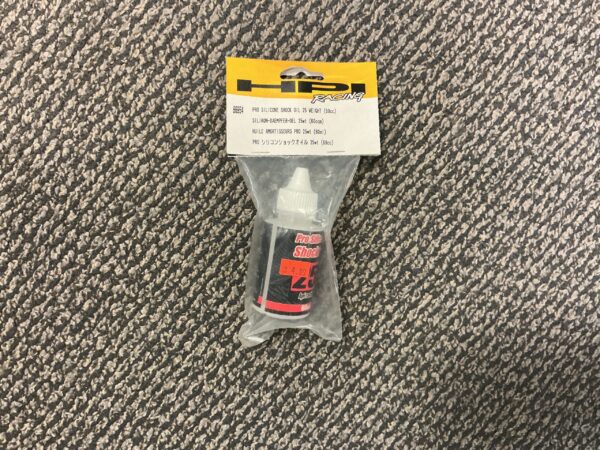 HPI
RACING
86954
PRO SILICONE SHOCK OIL 25 WEIGHT (60cc)
SILIKON-DAEMPFER-OEL 25wt (60ccm)
HUILE AMORTISSEURS PRO 25wt (60cc)
PRO シリコンショックオイル 25wt (60cc)
Pro Sili
Shock
25